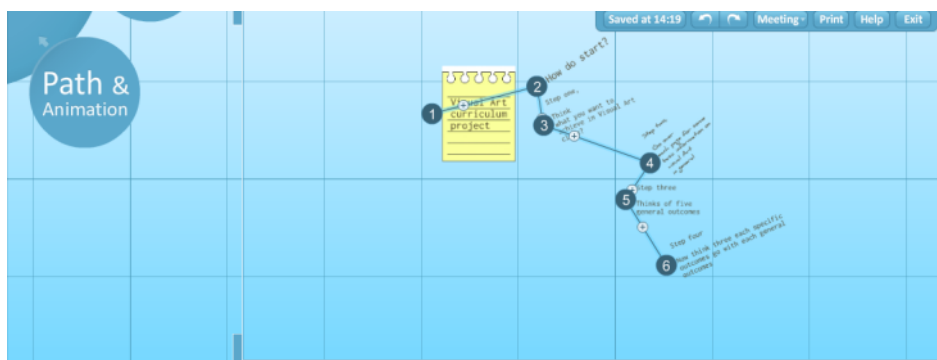 Saved at 14:19
Meeting
Print
Help
Exit
Path &
Animation
1
Visual Art
curriculum
project
2
How do start?
3
Step one,
Think
what you want to
achieve in Visual Art
4
5
Step three
Thinks of five
general outcomes
6
Step four
Now think three each specific
outcomes go with each general
outcomes